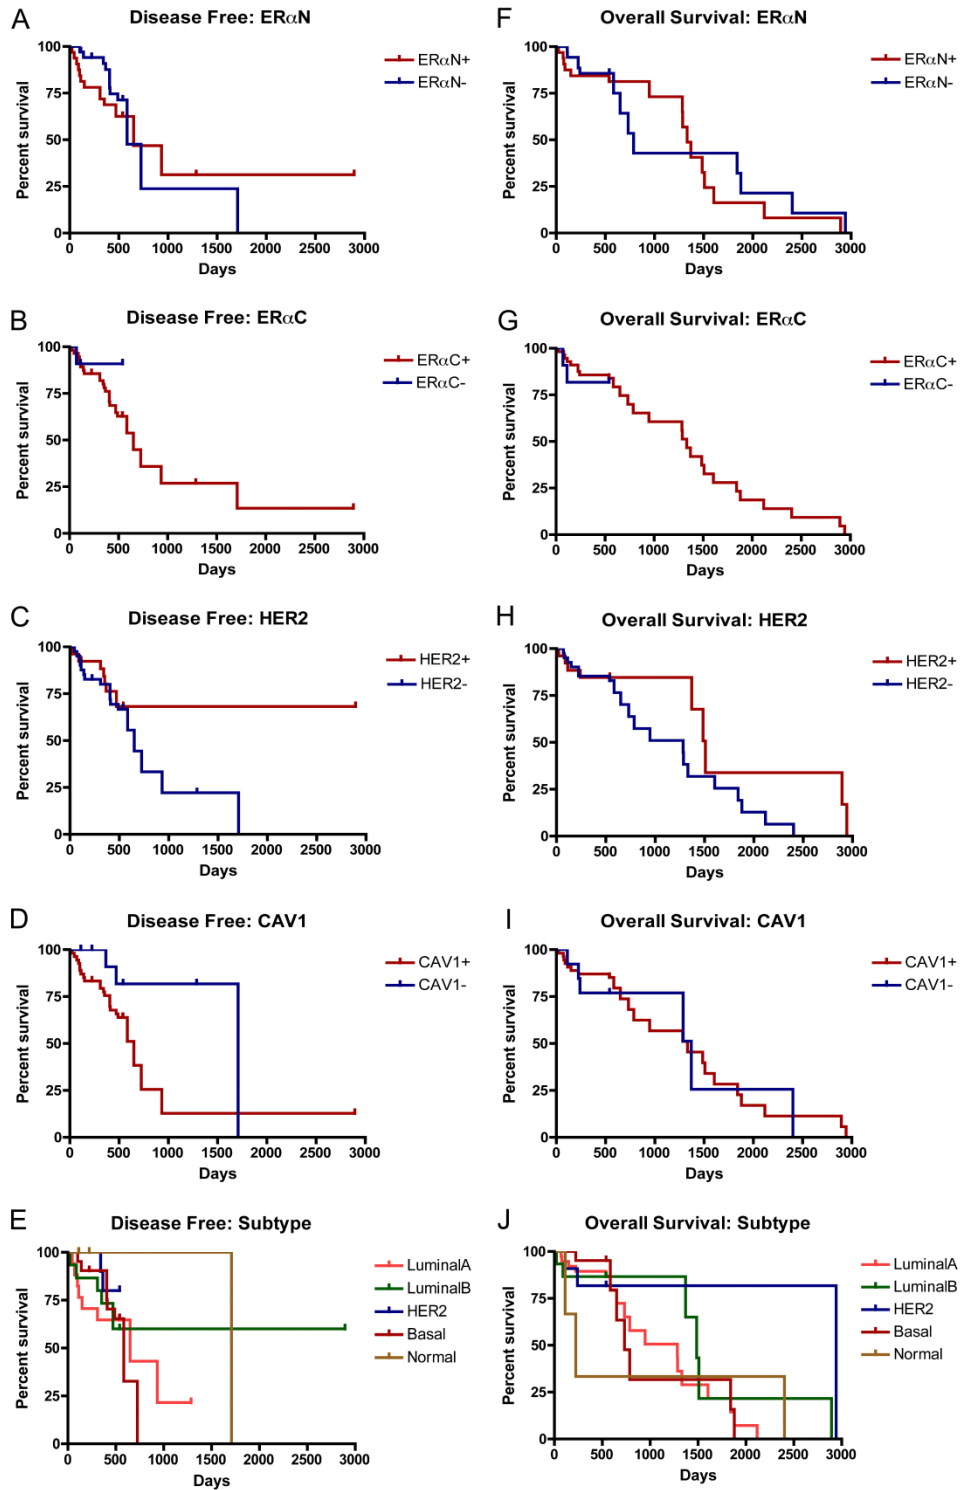 A
Disease Free: ERαN
Percent survival
100
75
50
25
0
0 500 1000 1500 2000 2500 3000
Days
ERαN+
ERαN-
F
Overall Survival: ERαN
Percent survival
100
75
50
25
0
0 500 1000 1500 2000 2500 3000
Days
ERαN+
ERαN-
B
Disease Free: ERαC
Percent survival
100
75
50
25
0
0 500 1000 1500 2000 2500 3000
Days
ERαC+
ERαC-
G
Overall Survival: ERαC
Percent survival
100
75
50
25
0
0 500 1000 1500 2000 2500 3000
Days
ERαC+
ERαC-
C
Disease Free: HER2
Percent survival
100
75
50
25
0
0 500 1000 1500 2000 2500 3000
Days
HER2+
HER2-
H
Overall Survival: HER2
Percent survival
100
75
50
25
0
0 500 1000 1500 2000 2500 3000
Days
HER2+
HER2-
D
Disease Free: CAV1
Percent survival
100
75
50
25
0
0 500 1000 1500 2000 2500 3000
Days
CAV1+
CAV1-
I
Overall Survival: CAV1
Percent survival
100
75
50
25
0
0 500 1000 1500 2000 2500 3000
Days
CAV1+
CAV1-
E
Disease Free: Subtype
Percent survival
100
75
50
25
0
0 500 1000 1500 2000 2500 3000
Days
LuminalA
LuminalB
HER2
Basal
Normal
J
Overall Survival: Subtype
Percent survival
100
75
50
25
0
0 500 1000 1500 2000 2500 3000
Days
LuminalA
LuminalB
HER2
Basal
Normal